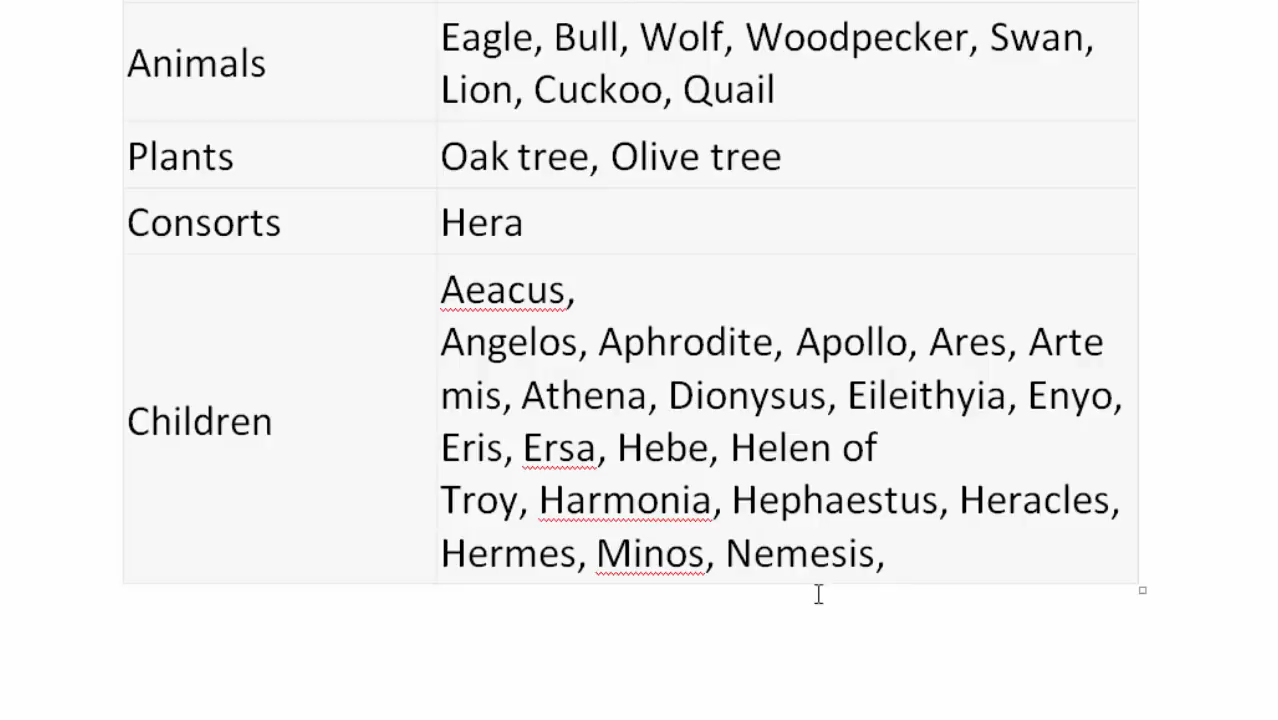 Animals
Eagle, Bull, Wolf, Woodpecker, Swan,
Lion, Cuckoo, Quail
Plants
Oak tree, Olive tree
Consorts
Hera
Children
Aeacus,
Angelos, Aphrodite, Apollo, Ares, Arte
mis, Athena, Dionysus, Eileithyia, Enyo,
Eris, Ersa, Hebe, Helen of
Troy, Harmonia, Hephaestus, Heracles,
Hermes, Minos, Nemesis,